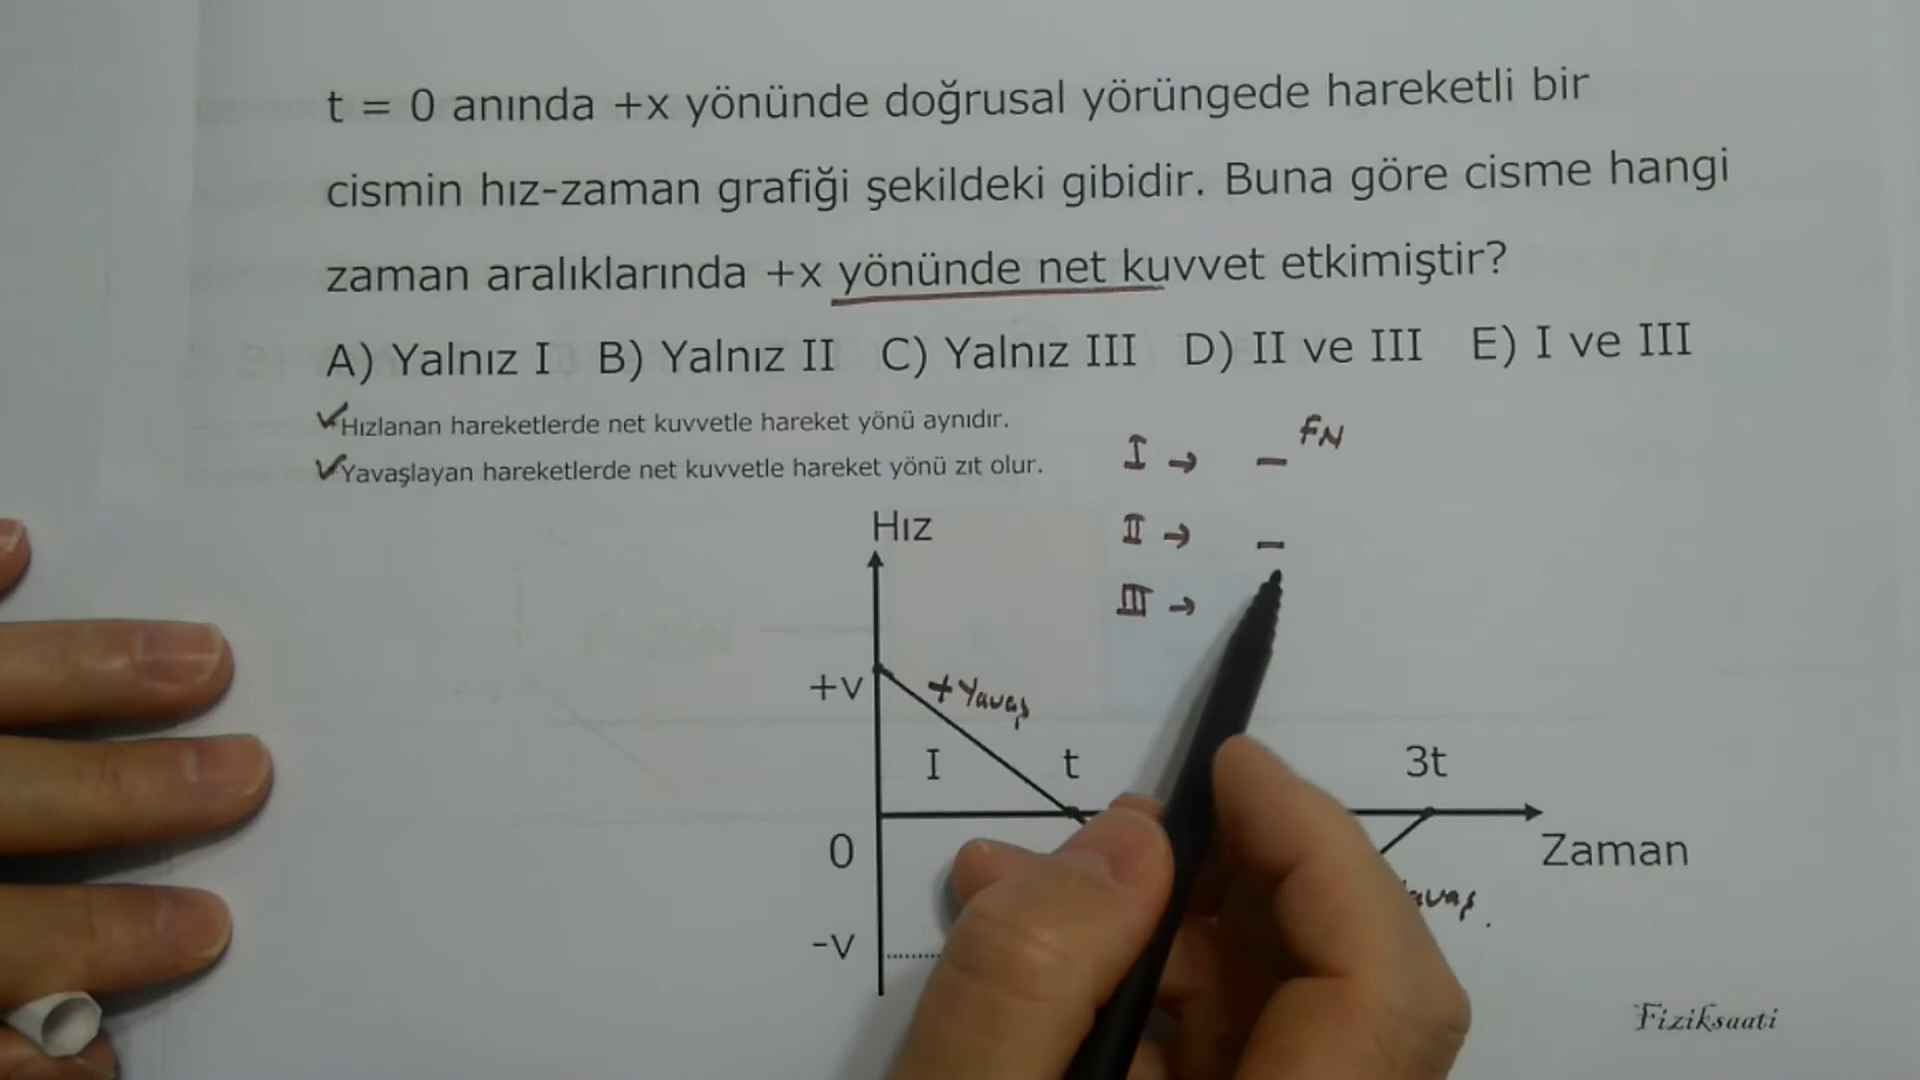 t = 0 anında +x yönünde doğrusal yörüngede hareketli bir
cismin hız-zaman grafiği şekildeki gibidir. Buna göre cisme hangi
zaman aralıklarında +x yönünde net kuvvet etkimiştir?
A) Yalnız I B) Yalnız II C) Yalnız III D) II ve III E) I ve III
✓Hızlanan hareketlerde net kuvvetle hareket yönü aynıdır.
✓Yavaşlayan hareketlerde net kuvvetle hareket yönü zıt olur.
FN
I → −
II → −
III →
Hız
+v
+Yavaş
I
t
3t
0
Zaman
-v
Fiziksaati